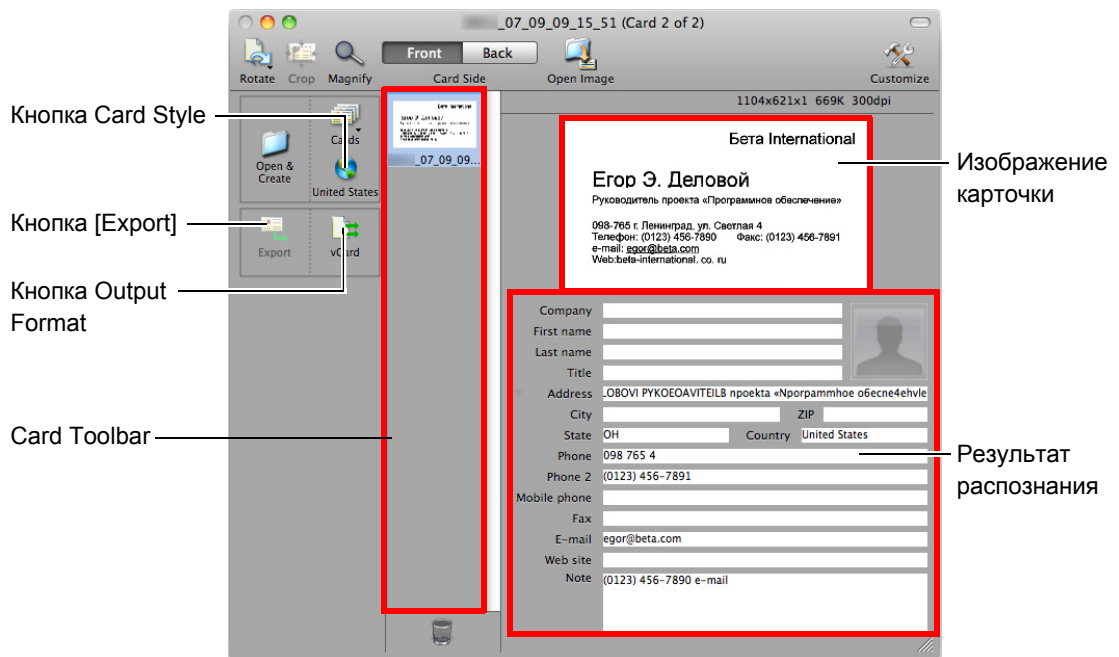 _07_09_09_15_51 (Card 2 of 2)
Rotate Crop Magnify
Front Back
Card Side
Open Image
Customize
Кнопка Card Style
Кнопка [Export]
Кнопка Output
Format
Card Toolbar
Open &
Create
Cards
United States
Export
vCard
_07_09_09...
1104x621x1 669K 300dpi
Бета International
Егор Э. Деловой
Руководитель проекта «Программное обеспечение»
098-765 г. Ленинград, ул. Светлая 4
Телефон: (0123) 456-7890 Факс: (0123) 456-7891
e-mail: egor@beta.com
Web:beta-international. co. ru
Изображение
карточки
Company
First name
Last name
Title
Address LOBOVI PYKOEOAVITEILB npoekta «Nporpammhoe o6ecne4ehvle
City ZIP
State OH Country United States
Phone 098 765 4
Phone 2 (0123) 456-7891
Mobile phone
Fax
E-mail egor@beta.com
Web site
Note (0123) 456-7890 e-mail
Результат
распознания